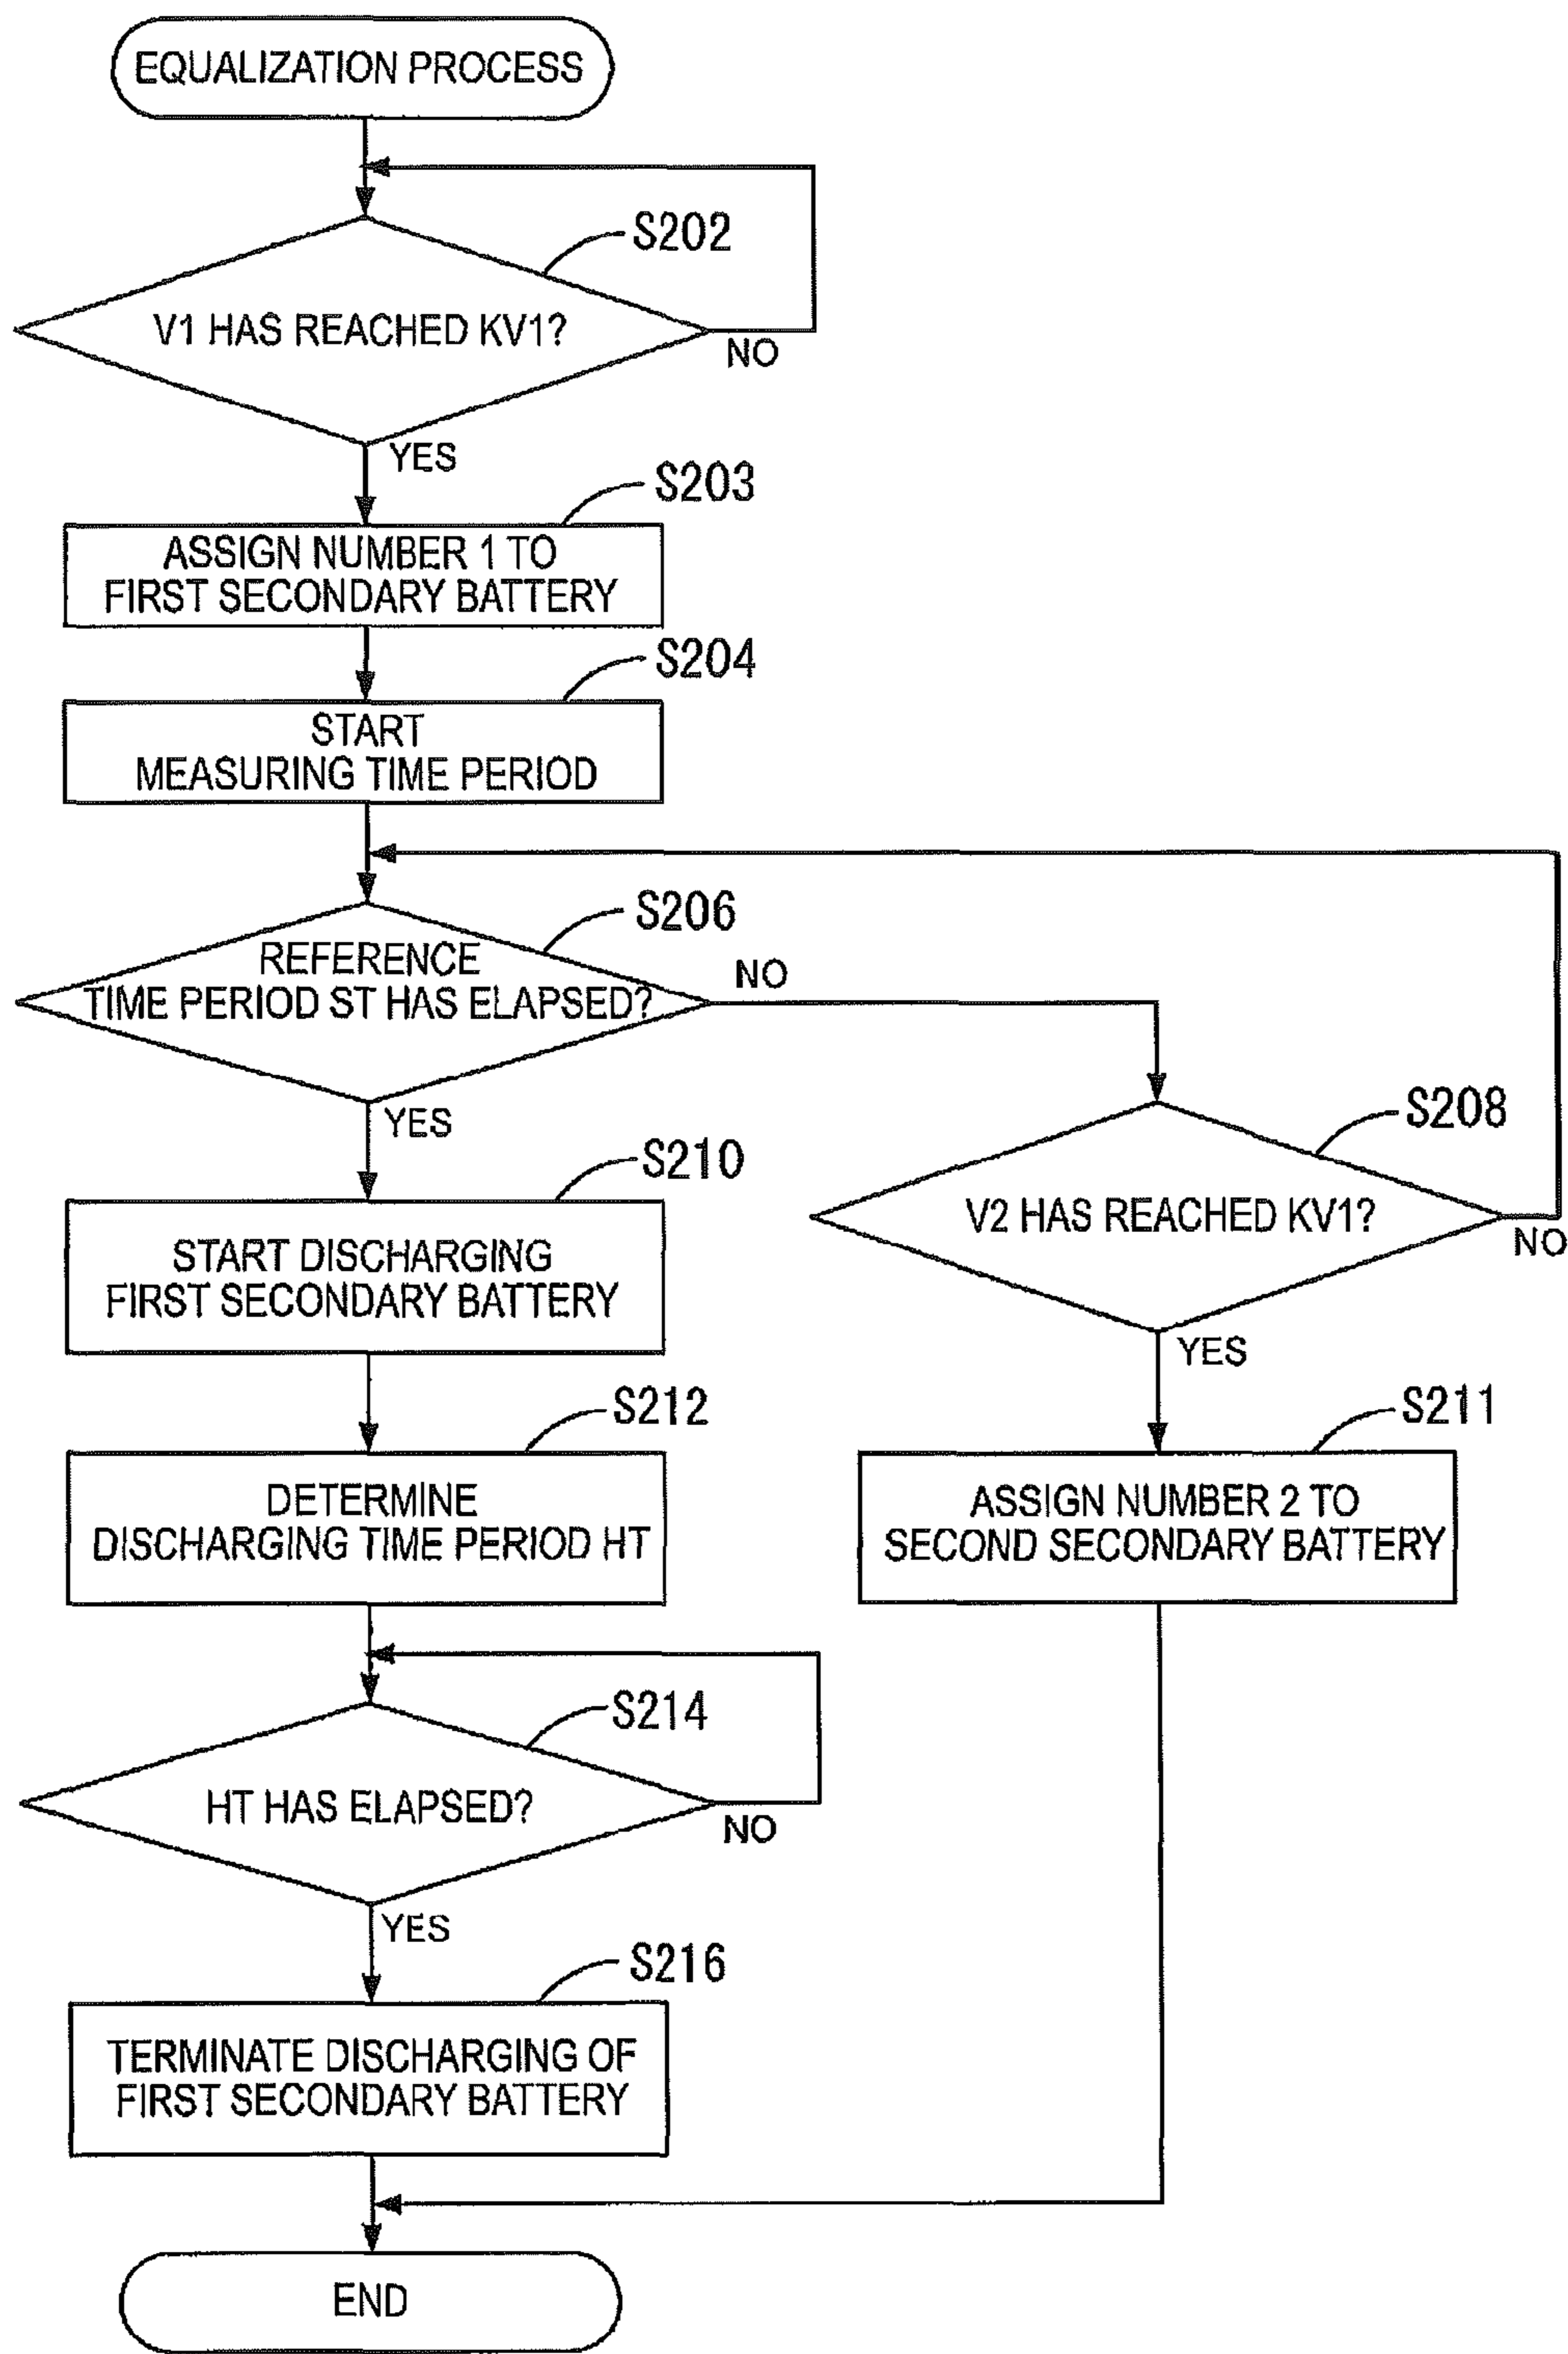 EQUALIZATION PROCESS
S202
V1 HAS REACHED KV1?
NO
YES
S203
ASSIGN NUMBER 1 TO
FIRST SECONDARY BATTERY
S204
START
MEASURING TIME PERIOD
S206
REFERENCE
TIME PERIOD ST HAS ELAPSED?
NO
YES
S208
V2 HAS REACHED KV1?
NO
YES
S210
START DISCHARGING
FIRST SECONDARY BATTERY
S212
DETERMINE
DISCHARGING TIME PERIOD HT
S211
ASSIGN NUMBER 2 TO
SECOND SECONDARY BATTERY
S214
HT HAS ELAPSED?
NO
YES
S216
TERMINATE DISCHARGING OF
FIRST SECONDARY BATTERY
END